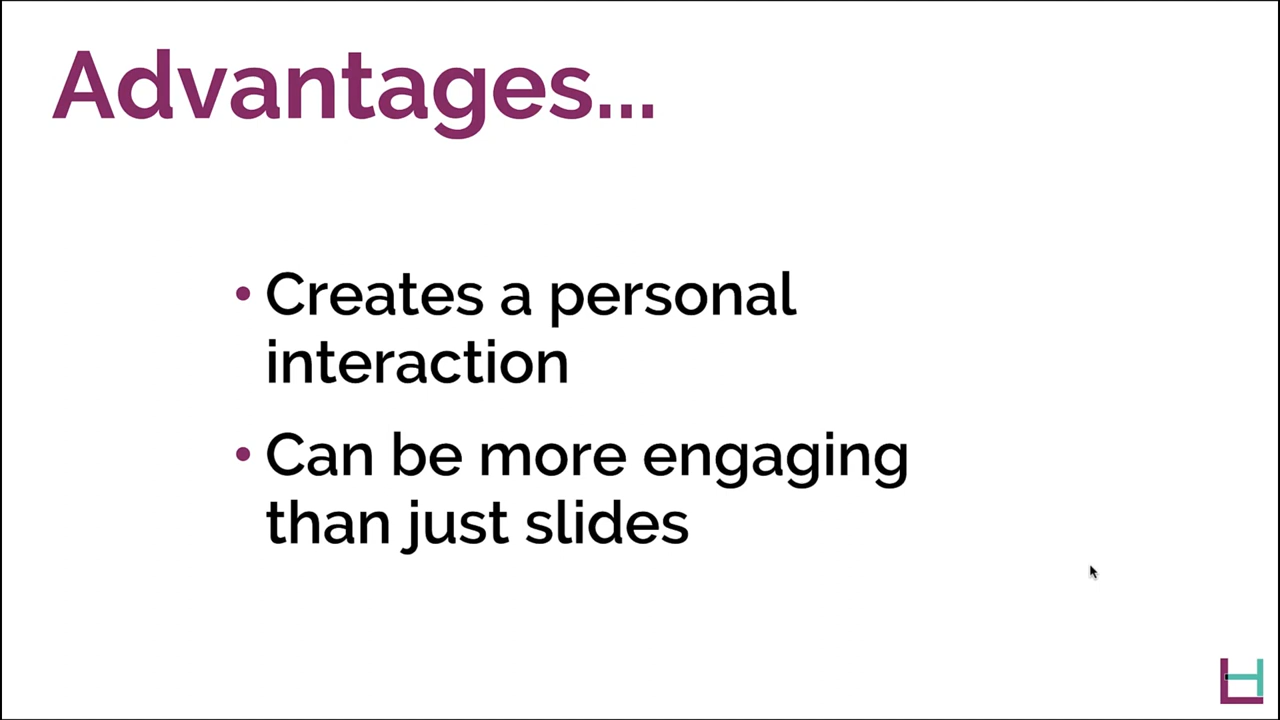 Advantages...
• Creates a personal
interaction
• Can be more engaging
than just slides